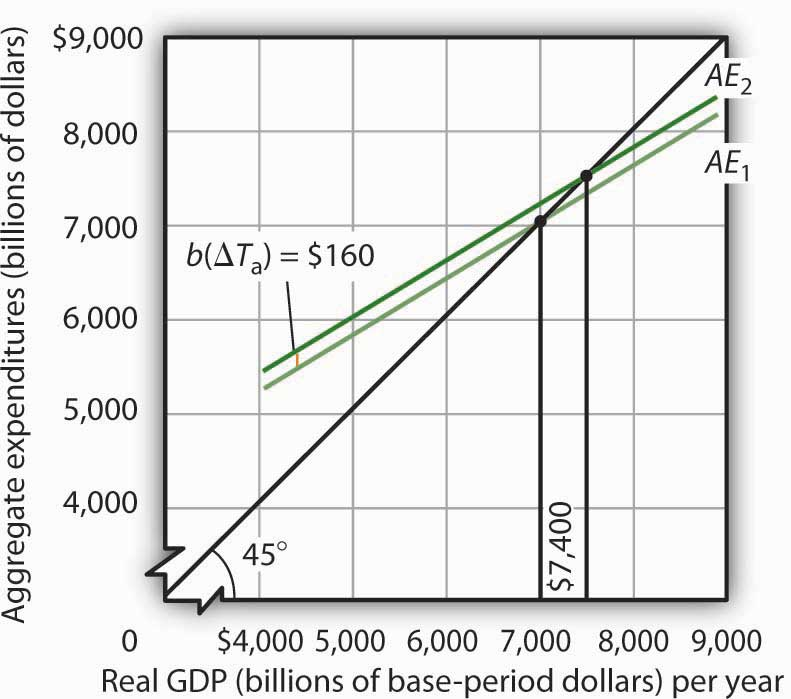 Aggregate expenditures (billions of dollars)
$9,000
8,000
7,000
6,000
5,000
4,000
AE2
AE1
b(ΔTa) = $160
45°
$7,400
0
$4,000 5,000 6,000 7,000 8,000 9,000
Real GDP (billions of base-period dollars) per year